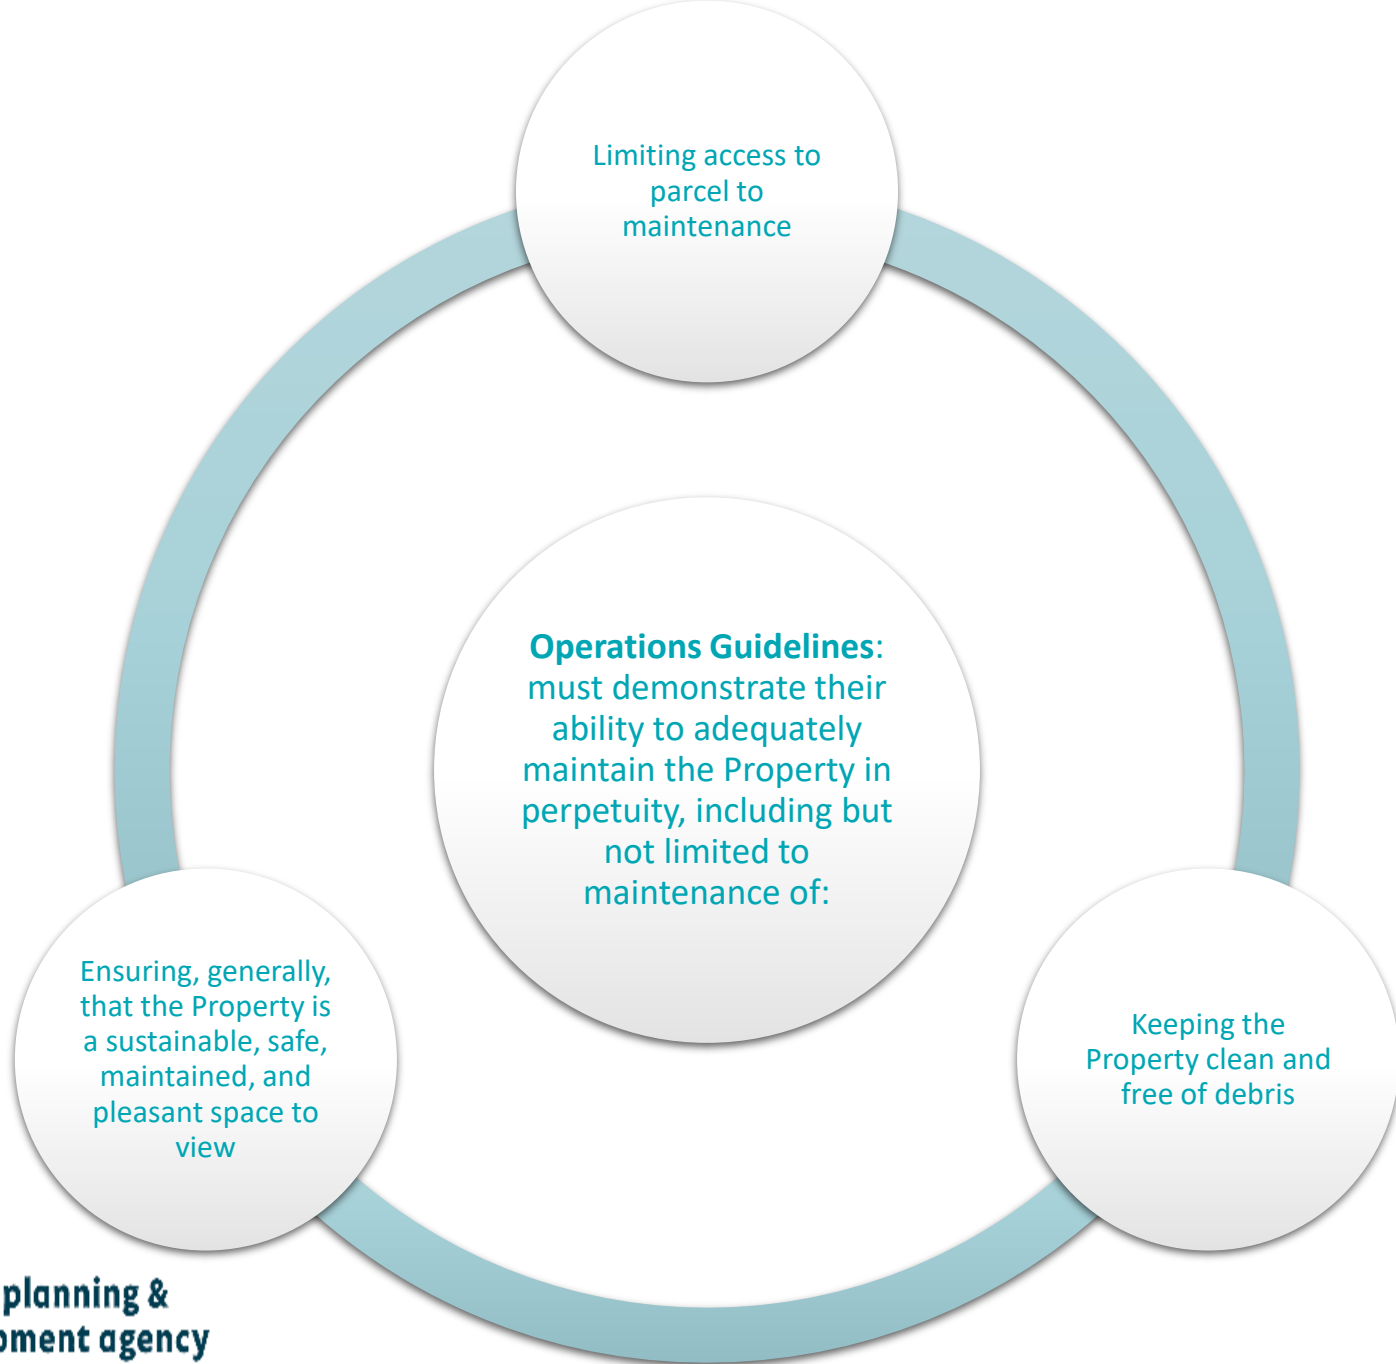 Limiting access to
parcel to
maintenance
Operations Guidelines:
must demonstrate their
ability to adequately
maintain the Property in
perpetuity, including but
not limited to
maintenance of:
Ensuring, generally,
that the Property is
a sustainable, safe,
maintained, and
pleasant space to
view
Keeping the
Property clean and
free of debris
planning &
agency